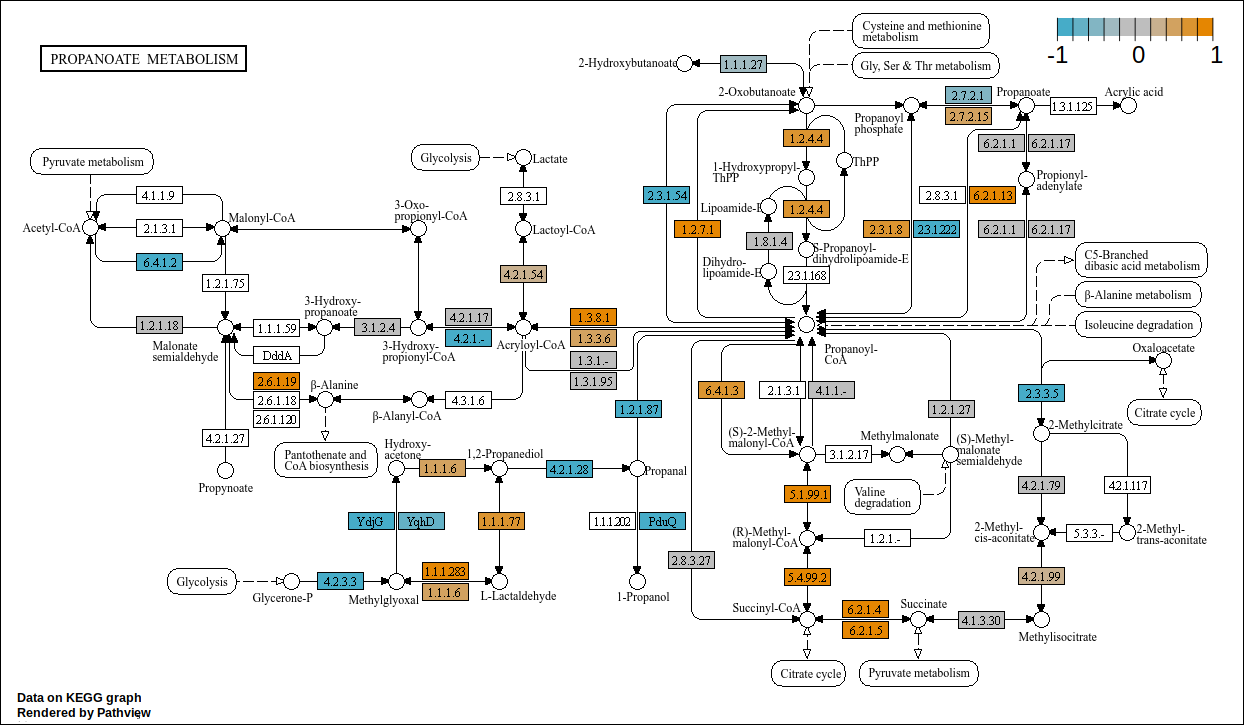 PROPANOATE METABOLISM
-1
0
1
Cysteine and methionine
metabolism
Gly, Ser & Thr metabolism
2-Hydroxybutanoate
1.1.1.27
2-Oxobutanoate
Propanoyl
phosphate
2.7.2.1
2.7.2.15
Propanoate
1.3.1.125
Acrylic acid
1.2.4.4
ThPP
1-Hydroxypropyl-
ThPP
6.2.1.1
6.2.1.17
Propionyl-
adenylate
Pyruvate metabolism
Glycolysis
Lactate
4.1.1.9
2.8.3.1
2.3.1.54
Lipoamide-E
1.2.4.4
2.8.3.1
6.2.1.13
Acetyl-CoA
2.1.3.1
Malonyl-CoA
3-Oxo-
propionyl-CoA
Lactoyl-CoA
1.2.7.1
1.8.1.4
S-Propanoyl-
dihydrolipoamide-E
2.3.1.8
2.3.1.222
6.2.1.1
6.2.1.17
6.4.1.2
1.2.1.75
4.2.1.54
Dihydro-
lipoamide-E
2.3.1.168
C5-Branched
dibasic acid metabolism
β-Alanine metabolism
Isoleucine degradation
3-Hydroxy-
propanoate
1.2.1.18
1.1.1.59
3.1.2.4
4.2.1.17
4.2.1.-
1.3.8.1
1.3.3.6
1.3.1.-
1.3.1.95
Malonate
semialdehyde
DddA
3-Hydroxy-
propionyl-CoA
Acryloyl-CoA
Propanoyl-
CoA
Oxaloacetate
2.6.1.19
2.6.1.18
2.6.1.120
β-Alanine
β-Alanyl-CoA
4.3.1.6
1.2.1.87
6.4.1.3
2.1.3.1
4.1.1.-
1.2.1.27
2.3.3.5
Citrate cycle
4.2.1.27
Propynoate
Pantothenate and
CoA biosynthesis
Hydroxy-
acetone
1.1.1.6
1,2-Propanediol
4.2.1.28
Propanal
(S)-2-Methyl-
malonyl-CoA
3.1.2.17
Methylmalonate
(S)-Methyl-
malonate
semialdehyde
2-Methylcitrate
Valine
degradation
5.1.99.1
4.2.1.79
4.2.1.117
YdjG
YqhD
1.1.1.77
1.1.1.202
PduQ
(R)-Methyl-
malonyl-CoA
1.2.1.-
2-Methyl-
cis-aconitate
5.3.3.-
2-Methyl-
trans-aconitate
2.8.3.27
5.4.99.2
4.2.1.99
Glycolysis
Glycerone-P
4.2.3.3
Methylglyoxal
1.1.1.283
1.1.1.6
L-Lactaldehyde
1-Propanol
Succinyl-CoA
6.2.1.4
6.2.1.5
Succinate
4.1.3.30
Methylisocitrate
Citrate cycle
Pyruvate metabolism
Data on KEGG graph
Rendered by Pathview